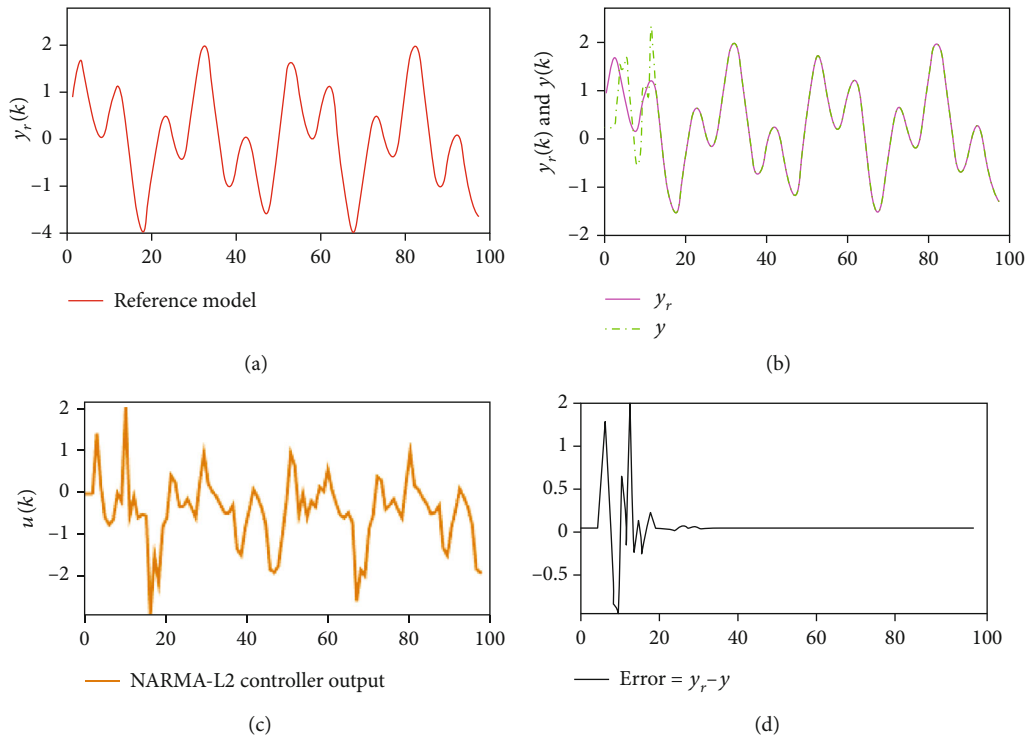 2
1
0
−1
−4
y_r(k)
0 20 40 60 80 100
Reference model
(a)
2
1
0
−1
−2
y_r(k) and y(k)
0 20 40 60 80 100
y_r
y
(b)
2
1
0
−1
−2
u(k)
0 20 40 60 80 100
NARMA-L2 controller output
(c)
2
1
0.5
0
−0.5
0 20 40 60 80 100
Error = y_r–y
(d)